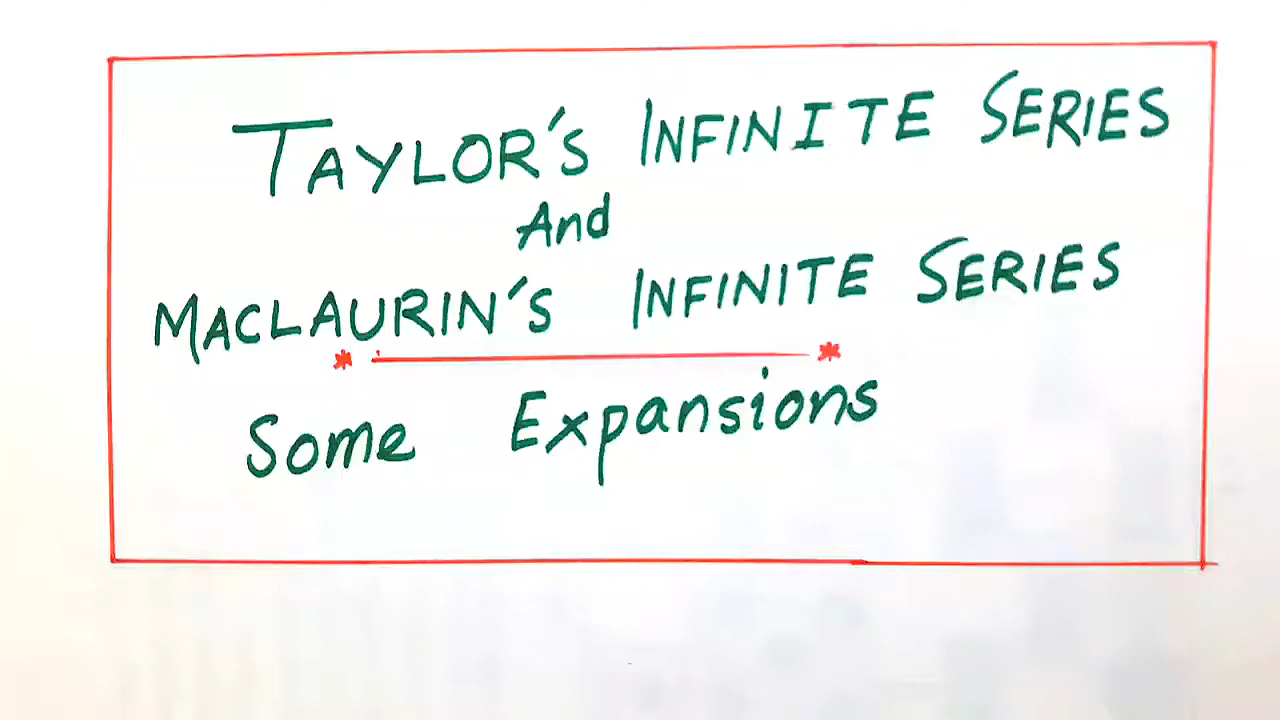 TAYLOR'S INFINITE SERIES
And
MACLAURIN'S INFINITE SERIES
Some Expansions